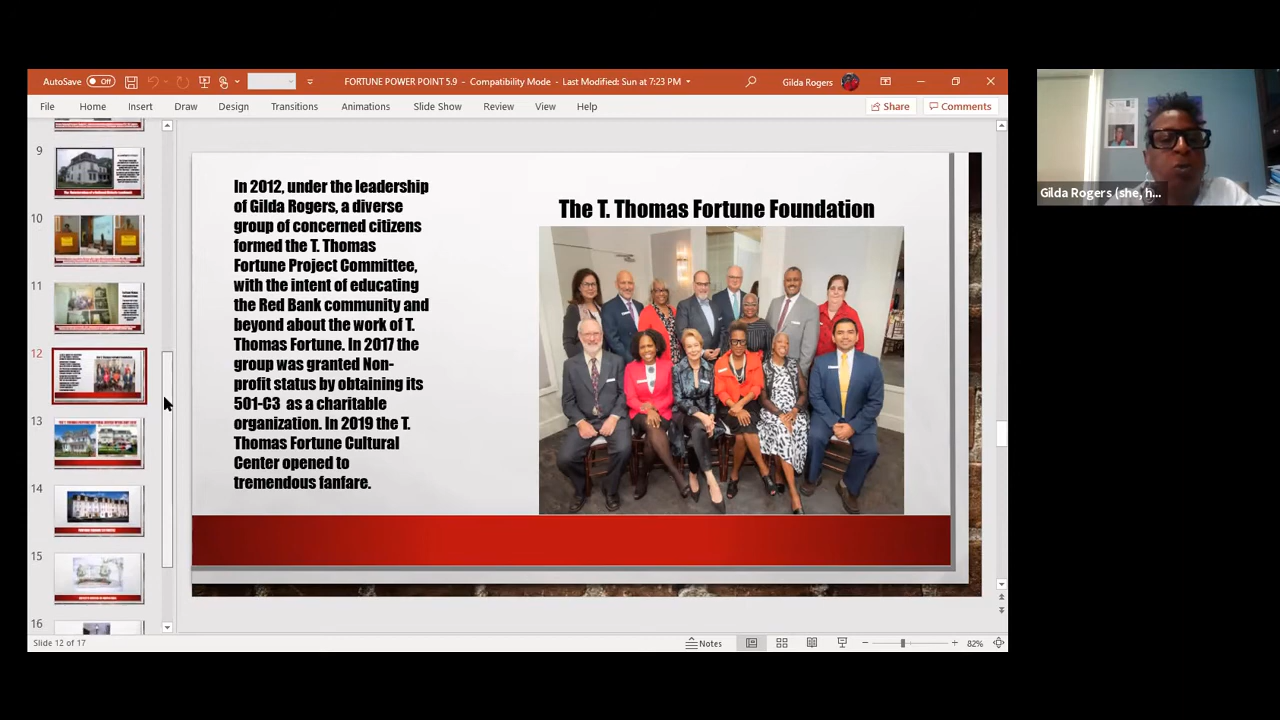 AutoSave Off
FORTUNE POWER POINT 5.9 - Compatibility Mode - Last Modified: Sun at 7:23 PM
Gilda Rogers
File Home Insert Draw Design Transitions Animations Slide Show Review View Help
Share Comments
9
10
11
12
13
14
15
16
In 2012, under the leadership
of Gilda Rogers, a diverse
group of concerned citizens
formed the T. Thomas
Fortune Project Committee,
with the intent of educating
the Red Bank community and
beyond about the work of T.
Thomas Fortune. In 2017 the
group was granted Non-
profit status by obtaining its
501-C3 as a charitable
organization. In 2019 the T.
Thomas Fortune Cultural
Center opened to
tremendous fanfare.
The T. Thomas Fortune Foundation
Gilda Rogers (she, h...
Slide 12 of 17
Notes
82%